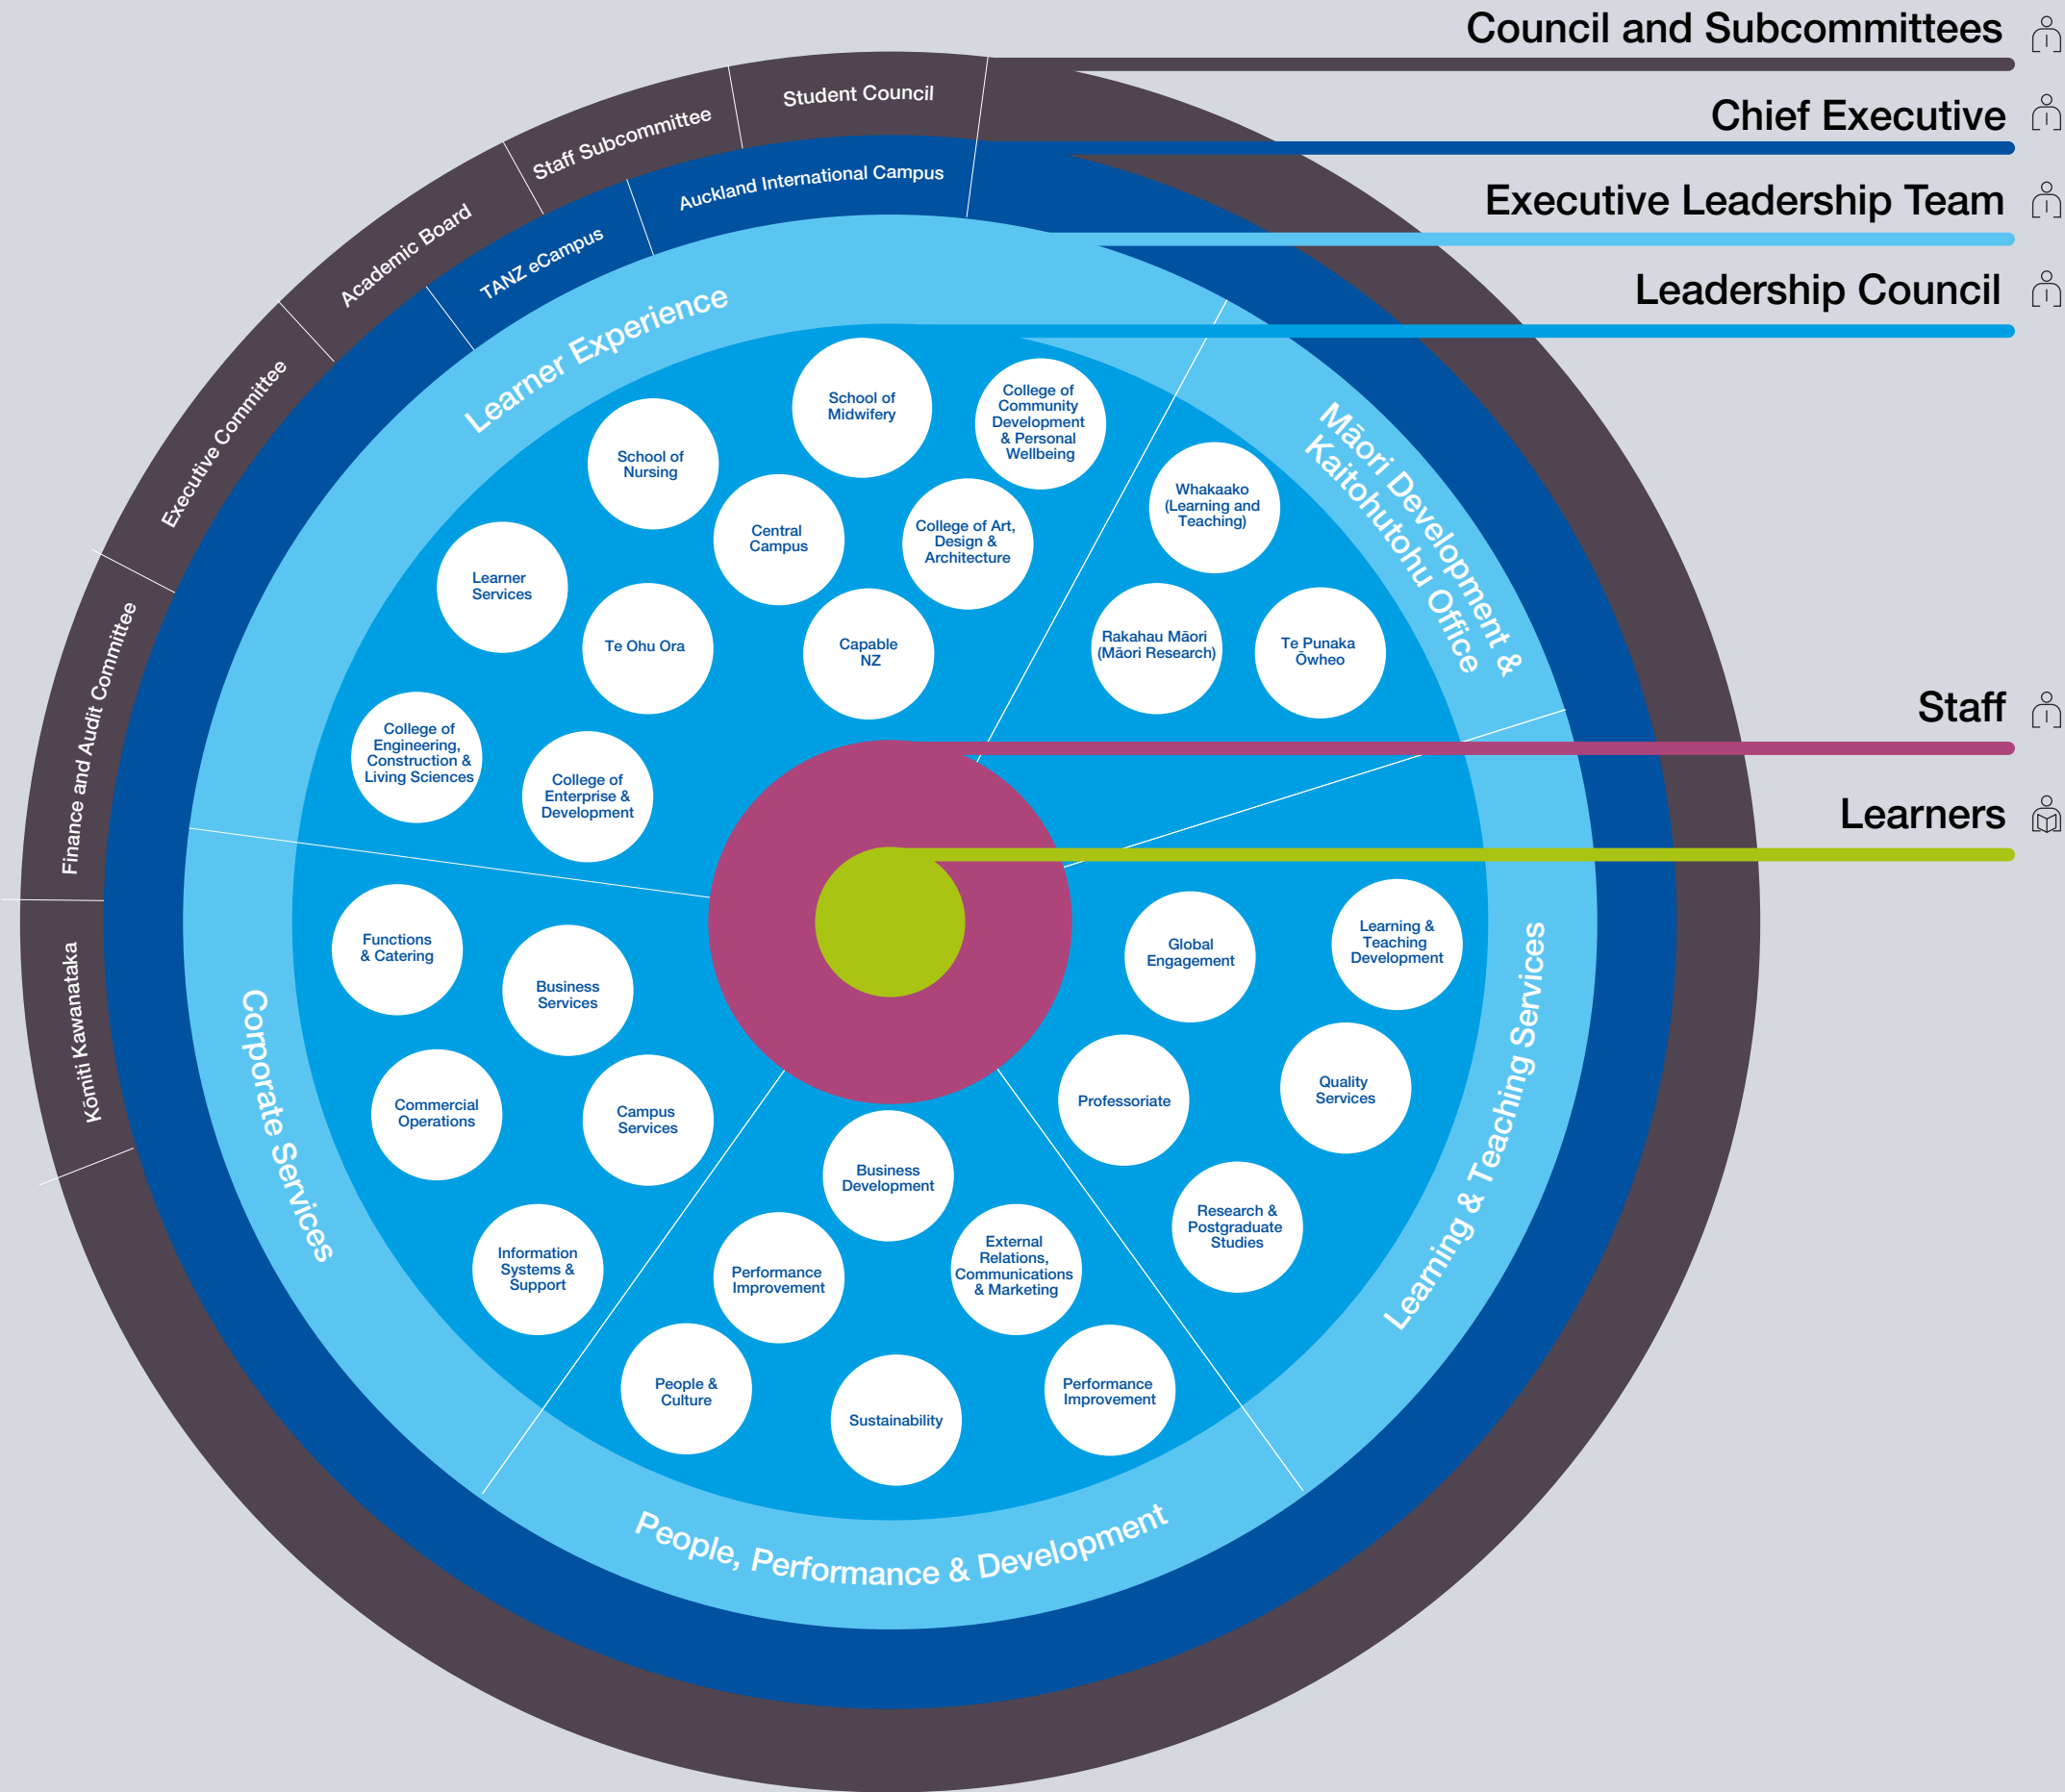 Council and Subcommittees
Chief Executive
Executive Leadership Team
Leadership Council
Staff
Learners
Student Council
Staff Subcommittee
Academic Board
Executive Committee
Finance and Audit Committee
Kōmiti Kawanataka
Auckland International Campus
TANZ eCampus
Learner Experience
School of
Midwifery
College of
Community
Development
& Personal
Wellbeing
School of
Nursing
Central
Campus
College of Art,
Design &
Architecture
Learner
Services
Te Ohu Ora
Capable
NZ
College of
Engineering,
Construction &
Living Sciences
College of
Enterprise &
Development
Māori Development &
Kaitohutohu Office
Whakaako
(Learning and
Teaching)
Rakahau Māori
(Māori Research)
Te Punaka
Ōwheo
Learning & Teaching Services
Global
Engagement
Learning &
Teaching
Development
Professoriate
Quality
Services
Research &
Postgraduate
Studies
People, Performance & Development
Business
Development
Performance
Improvement
External
Relations,
Communications
& Marketing
People &
Culture
Sustainability
Performance
Improvement
Corporate Services
Functions
& Catering
Business
Services
Commercial
Operations
Campus
Services
Information
Systems &
Support